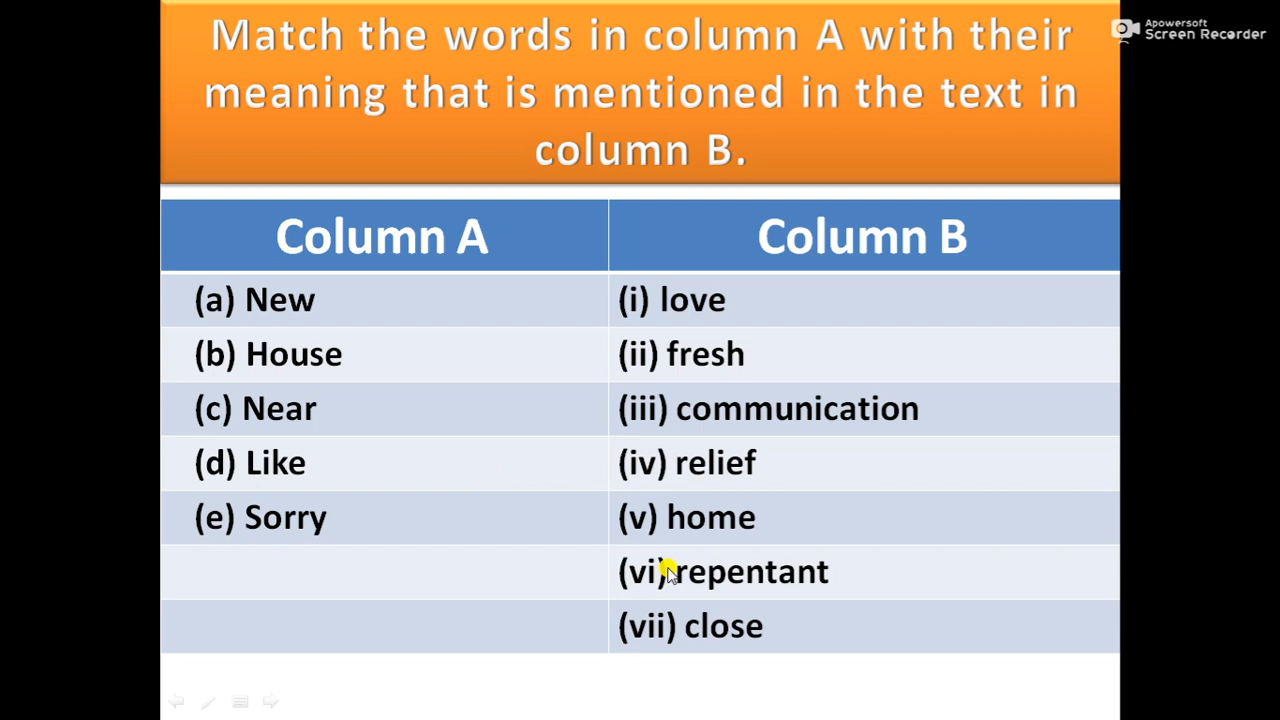 Match the words in column A with their
meaning that is mentioned in the text in
column B.
Apowersoft
Screen Recorder
Column A Column B
(a) New (i) love
(b) House (ii) fresh
(c) Near (iii) communication
(d) Like (iv) relief
(e) Sorry (v) home
(vi) repentant
(vii) close